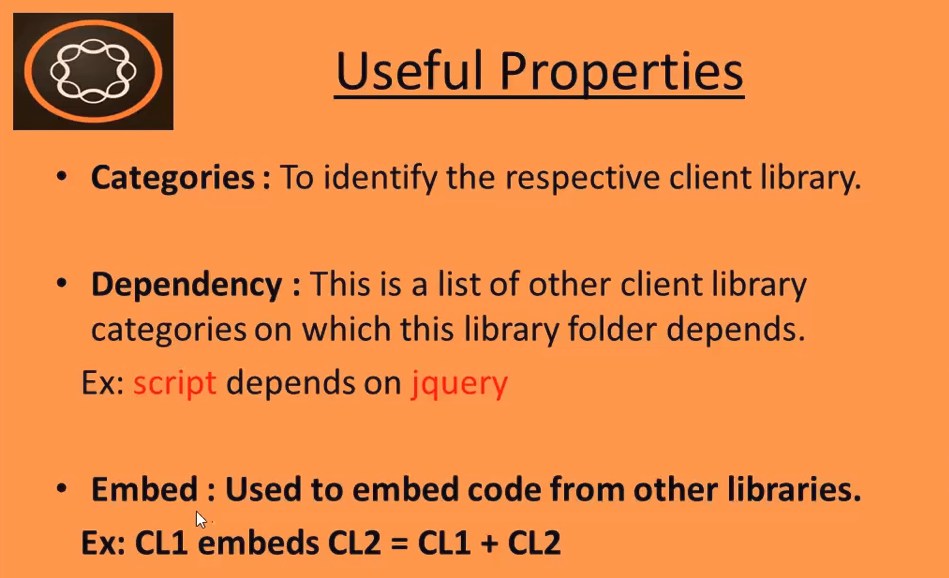 Useful Properties
• Categories : To identify the respective client library.
• Dependency : This is a list of other client library
categories on which this library folder depends.
Ex: script depends on jquery
• Embed : Used to embed code from other libraries.
Ex: CL1 embeds CL2 = CL1 + CL2